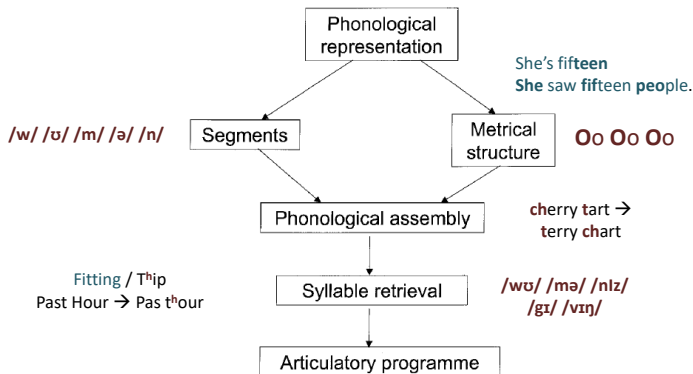 Phonological
representation
She's fifteen
She saw fifteen people.
/w/ /ʊ/ /m/ /ə/ /n/
Segments
Metrical
structure
Oo Oo Oo
Phonological assembly
cherry tart →
terry chart
Fitting / Tʰip
Past Hour → Pas tʰour
Syllable retrieval
/wʊ/ /mə/ /nIz/
/gɪ/ /vɪŋ/
Articulatory programme